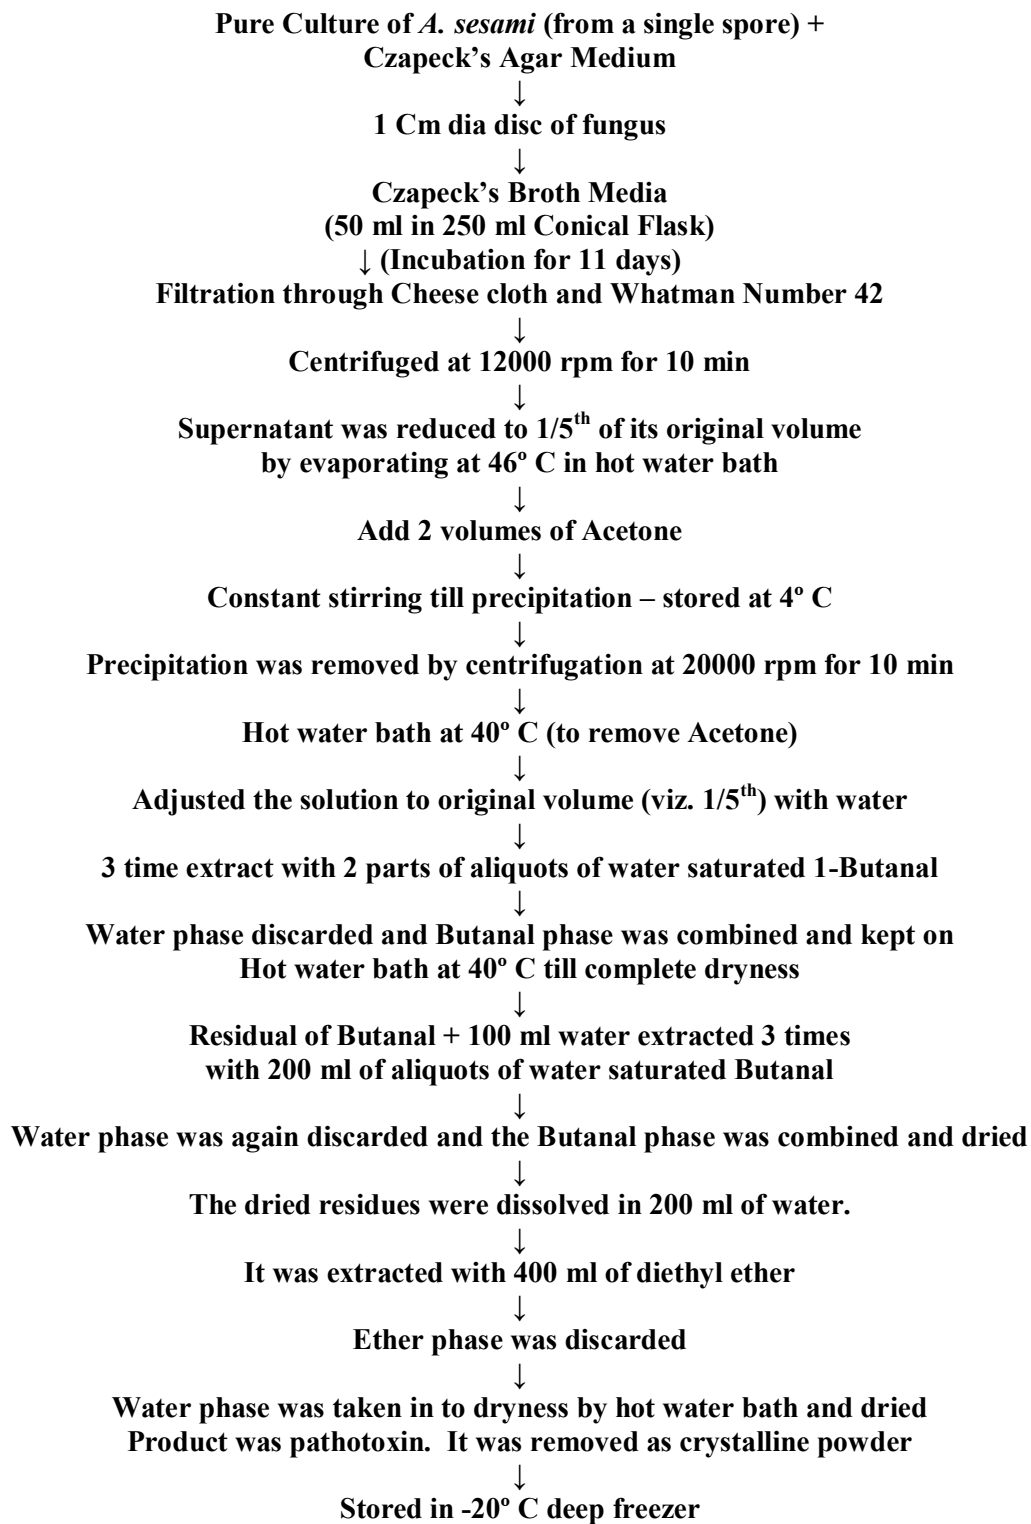 Pure Culture of A. sesami (from a single spore) +
Czapeck’s Agar Medium
↓
1 Cm dia disc of fungus
↓
Czapeck’s Broth Media
(50 ml in 250 ml Conical Flask)
↓ (Incubation for 11 days)
Filtration through Cheese cloth and Whatman Number 42
↓
Centrifuged at 12000 rpm for 10 min
↓
Supernatant was reduced to 1/5th of its original volume
by evaporating at 46º C in hot water bath
↓
Add 2 volumes of Acetone
↓
Constant stirring till precipitation – stored at 4º C
↓
Precipitation was removed by centrifugation at 20000 rpm for 10 min
↓
Hot water bath at 40º C (to remove Acetone)
↓
Adjusted the solution to original volume (viz. 1/5th) with water
↓
3 time extract with 2 parts of aliquots of water saturated 1-Butanal
↓
Water phase discarded and Butanal phase was combined and kept on
Hot water bath at 40º C till complete dryness
↓
Residual of Butanal + 100 ml water extracted 3 times
with 200 ml of aliquots of water saturated Butanal
↓
Water phase was again discarded and the Butanal phase was combined and dried
↓
The dried residues were dissolved in 200 ml of water.
↓
It was extracted with 400 ml of diethyl ether
↓
Ether phase was discarded
↓
Water phase was taken in to dryness by hot water bath and dried
Product was pathotoxin.  It was removed as crystalline powder
↓
Stored in -20º C deep freezer